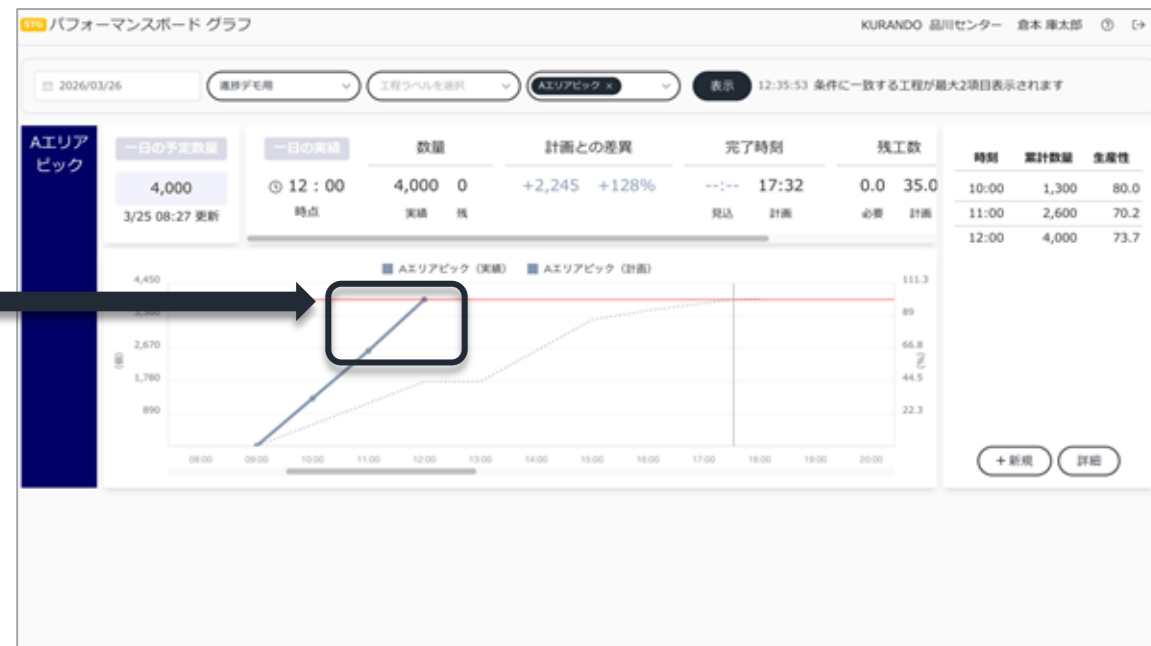 STG パフォーマンスボード グラフ
KURANDO 品川センター 倉本 庫太郎
2026/03/26 進捗デモ用 工程ラベルを選択 Aエリアピック × 表示 12:35:53 条件に一致する工程が最大2項目表示されます
Aエリア
ピック
一日の予定数量
4,000
3/25 08:27 更新
一日の実績 数量 計画との差異 完了時刻 残工数
12：00 4,000 0 +2,245 +128% --:-- 17:32 0.0 35.0
時点 実績 残 見込 計画 必要 計画
時刻 累計数量 生産性
10:00 1,300 80.0
11:00 2,600 70.2
12:00 4,000 73.7
Aエリアピック（実績） Aエリアピック（計画）
4,450 111.3
3,560 89
2,670 66.8
1,780 44.5
890 22.3
(個)
(%)
08:00 09:00 10:00 11:00 12:00 13:00 14:00 15:00 16:00 17:00 18:00 19:00 20:00
+ 新規 詳細